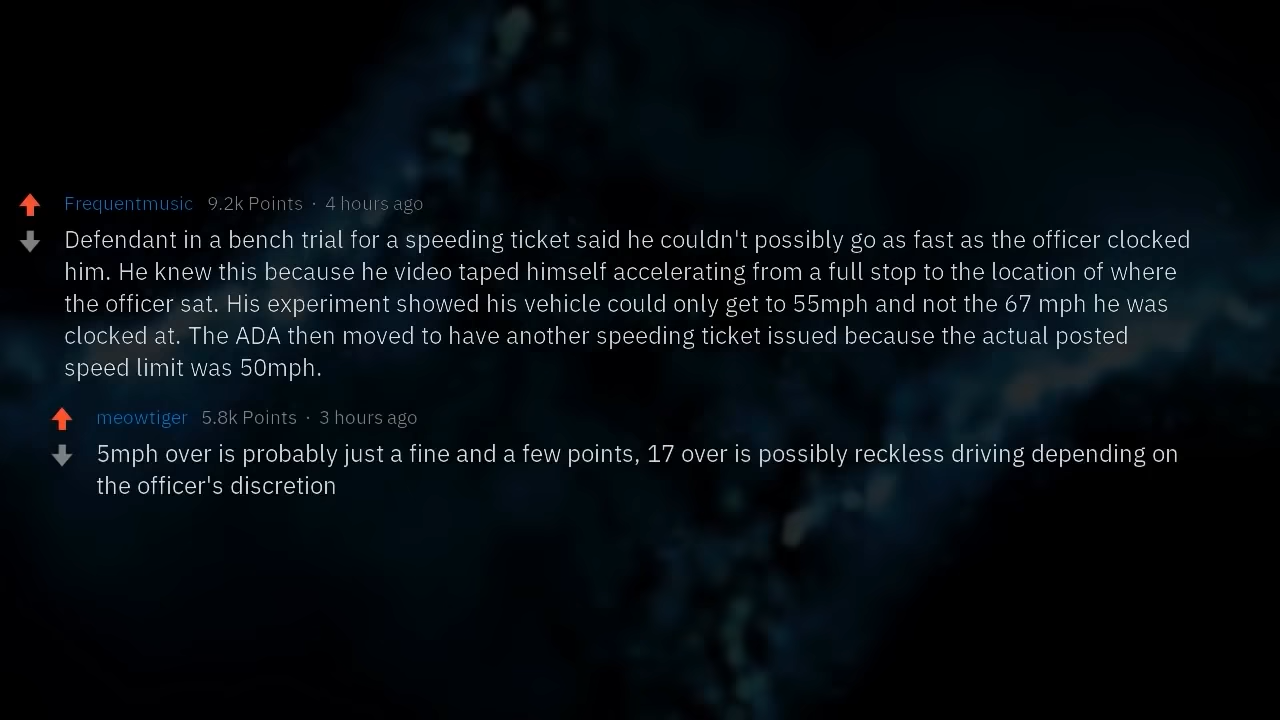 Frequentmusic 9.2k Points · 4 hours ago
Defendant in a bench trial for a speeding ticket said he couldn't possibly go as fast as the officer clocked
him. He knew this because he video taped himself accelerating from a full stop to the location of where
the officer sat. His experiment showed his vehicle could only get to 55mph and not the 67 mph he was
clocked at. The ADA then moved to have another speeding ticket issued because the actual posted
speed limit was 50mph.
meowtiger 5.8k Points · 3 hours ago
5mph over is probably just a fine and a few points, 17 over is possibly reckless driving depending on
the officer's discretion